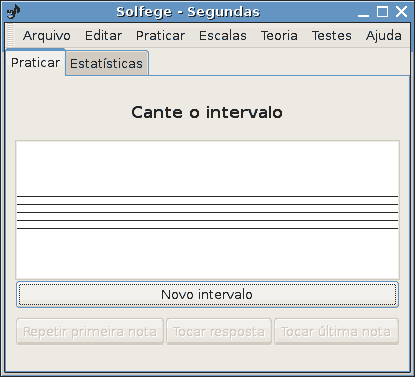 Solfege - Segundas
Arquivo Editar Praticar Escalas Teoria Testes Ajuda
Praticar Estatísticas
Cante o intervalo
Novo intervalo
Repetir primeira nota Tocar resposta Tocar última nota